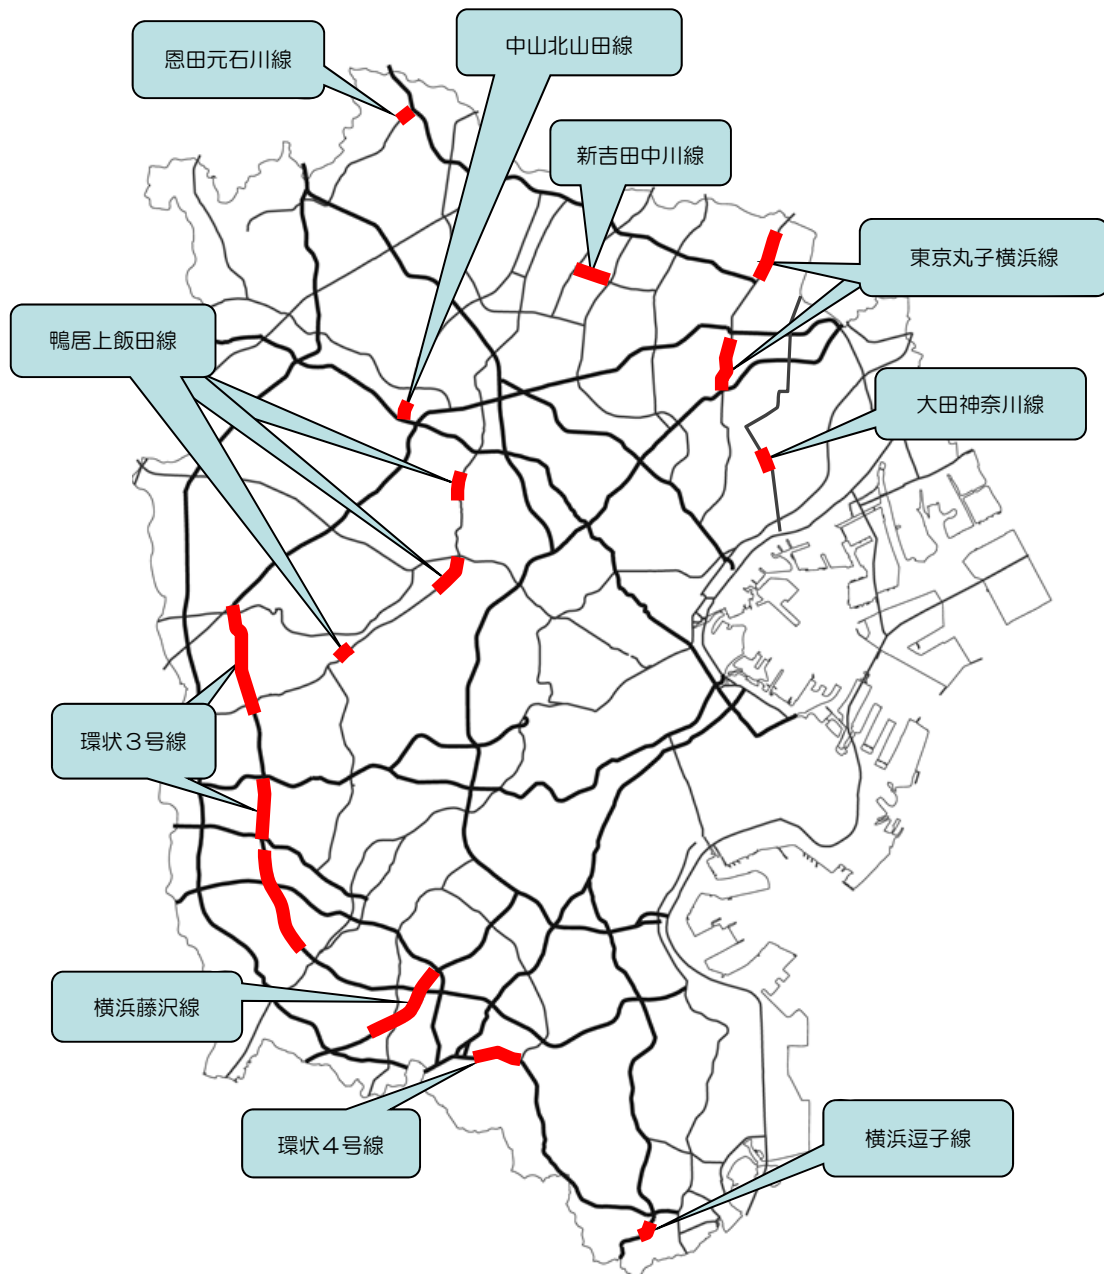 恩田元石川線
中山北山田線
新吉田中川線
東京丸子横浜線
鴨居上飯田線
大田神奈川線
環状３号線
横浜藤沢線
環状４号線
横浜逗子線